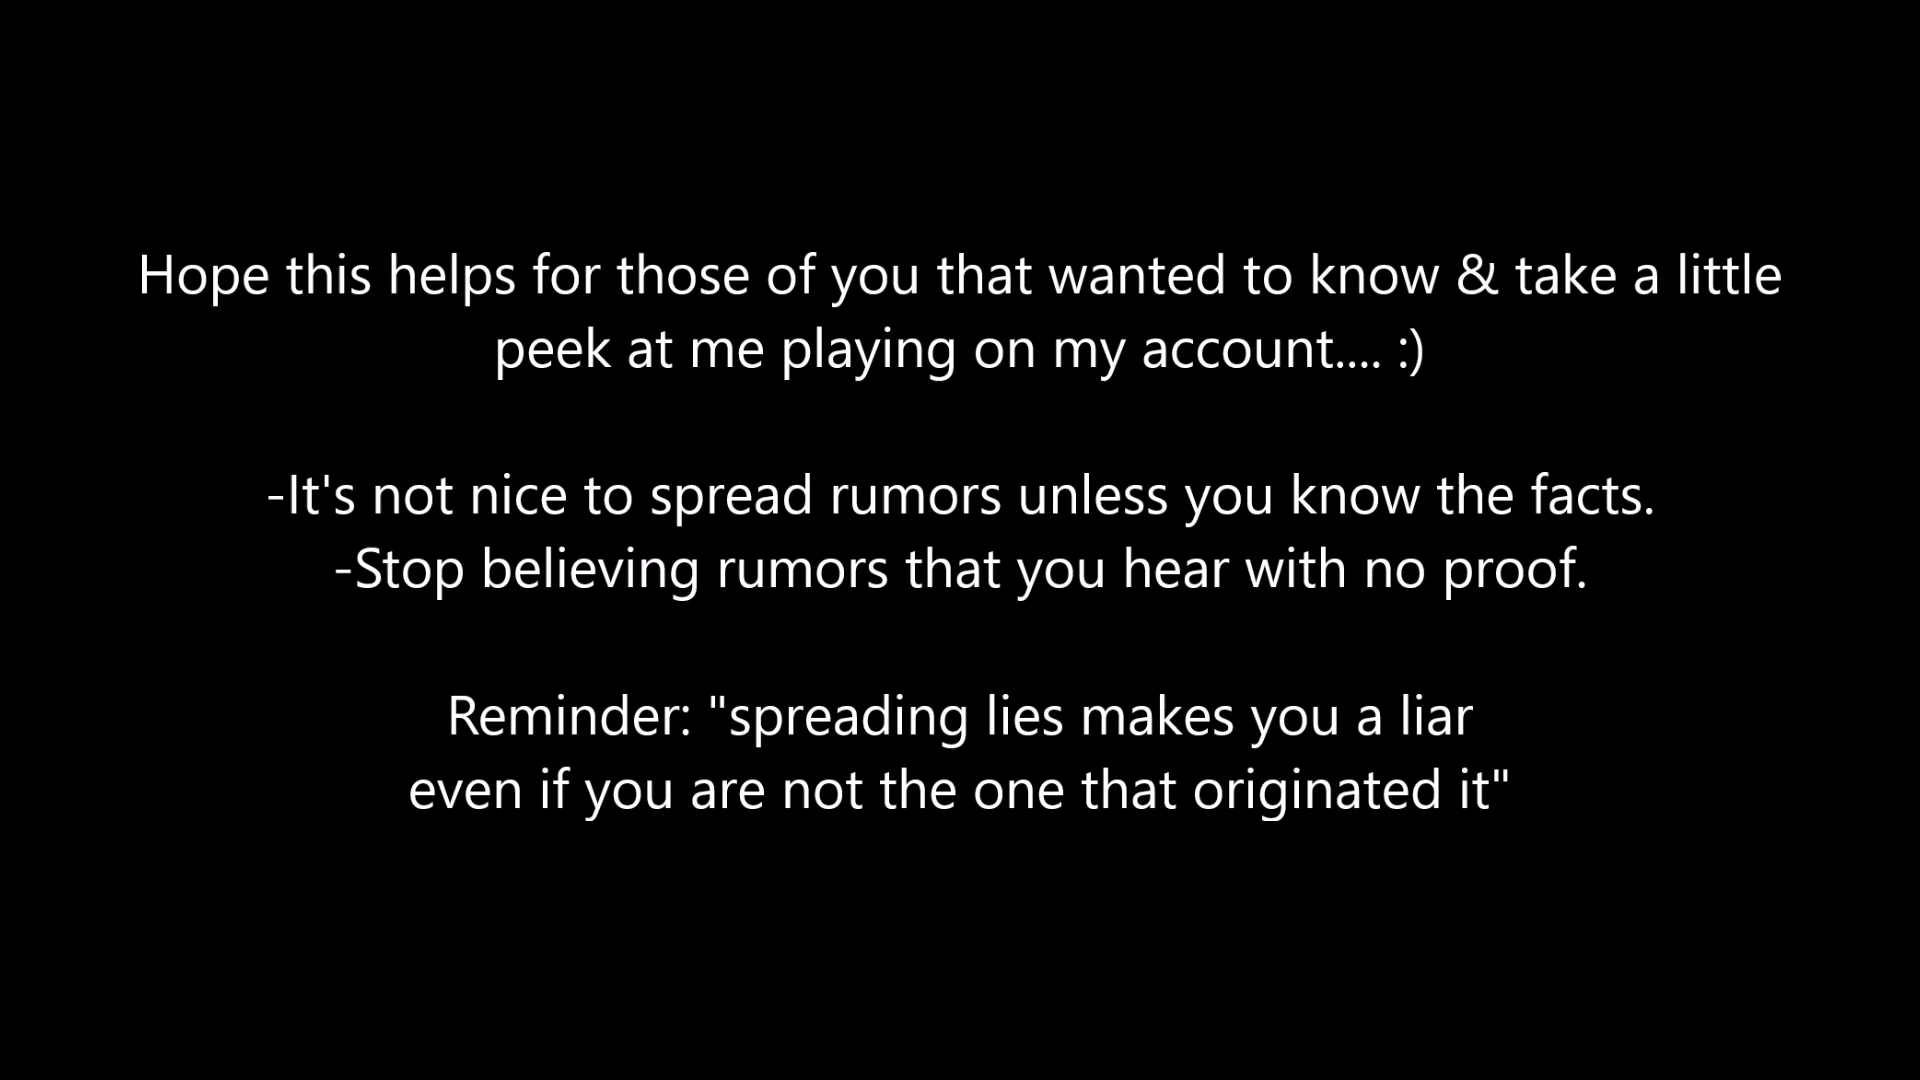 Hope this helps for those of you that wanted to know & take a little
peek at me playing on my account.... :)
-It's not nice to spread rumors unless you know the facts.
-Stop believing rumors that you hear with no proof.
Reminder: "spreading lies makes you a liar
even if you are not the one that originated it"